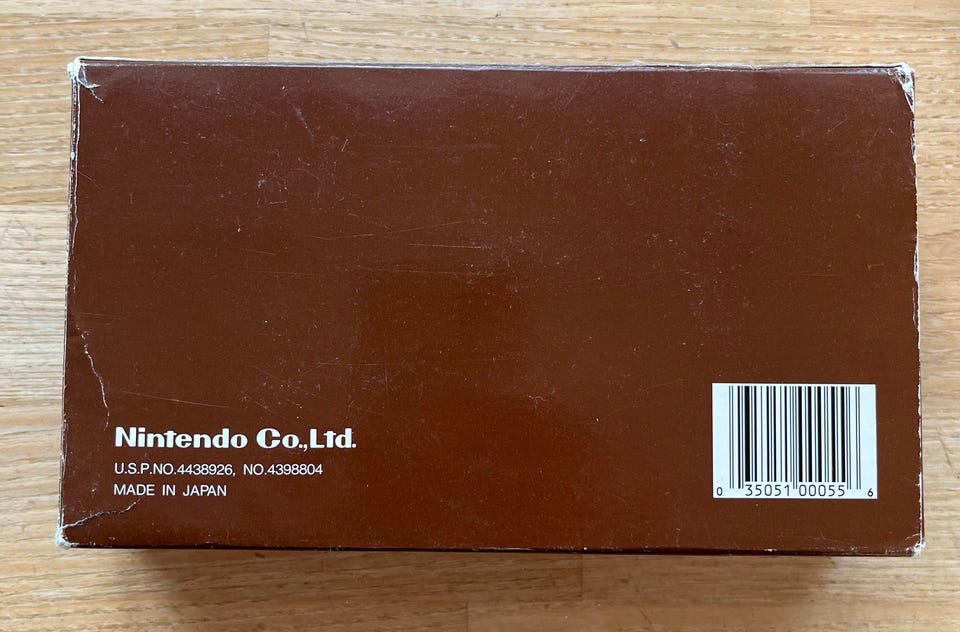 Nintendo Co.,Ltd.
U.S.P.NO.4438926, NO.4398804
MADE IN JAPAN
0 35051 00055 6